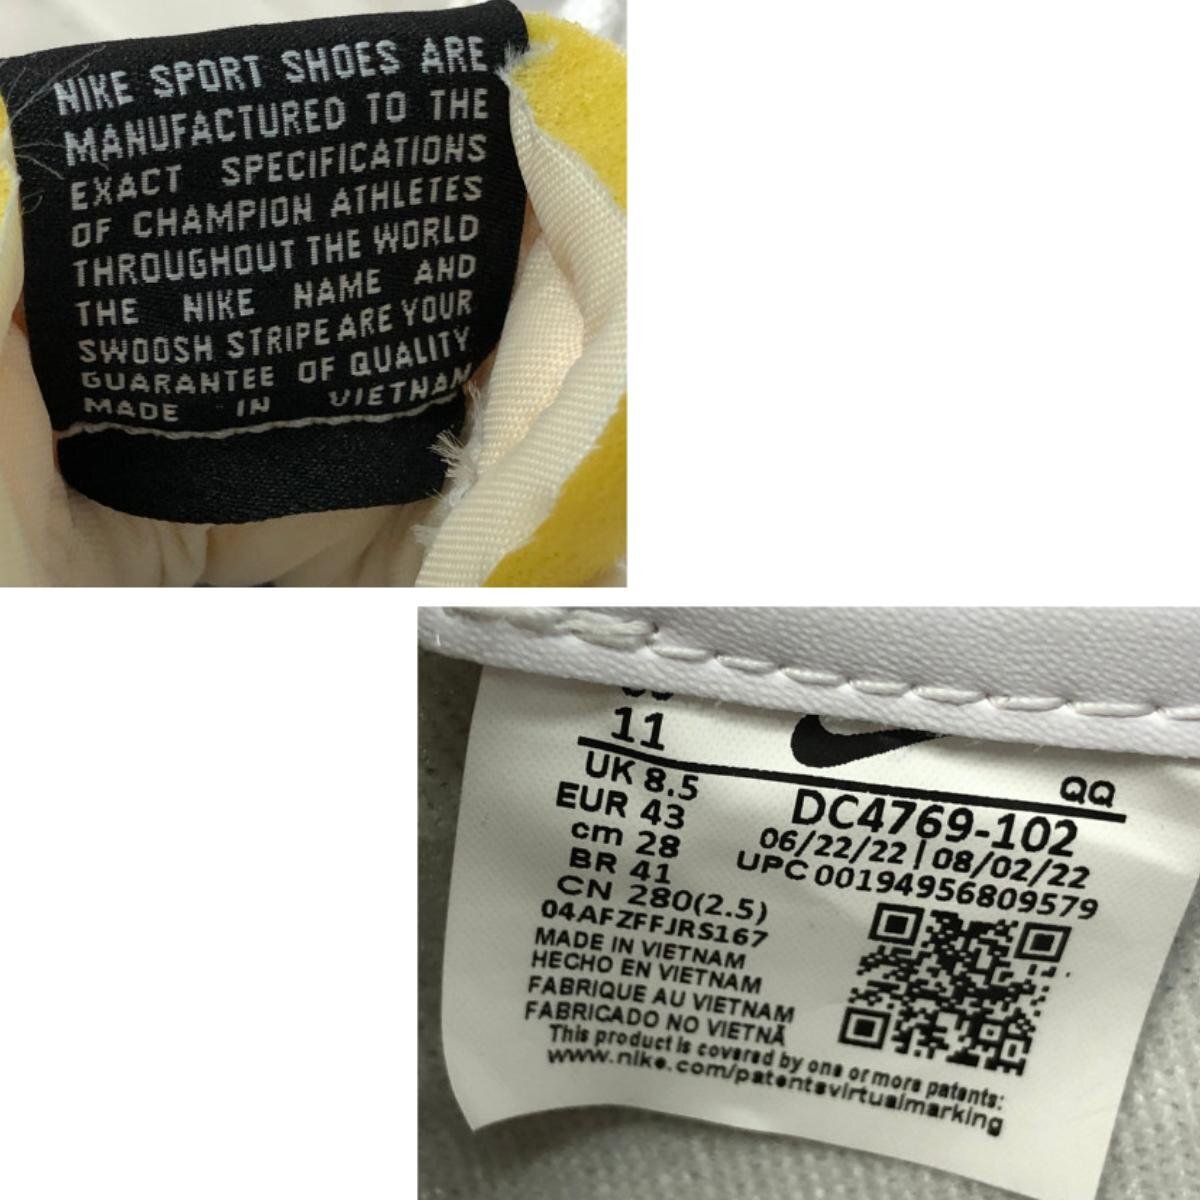 NIKE SPORT SHOES ARE
MANUFACTURED TO THE
EXACT SPECIFICATIONS
OF CHAMPION ATHLETES
THROUGHOUT THE WORLD
THE NIKE NAME AND
SWOOSH STRIPE ARE YOUR
GUARANTEE OF QUALITY
MADE IN VIETNAM
11
QQ
UK 8.5
EUR 43
cm 28
BR 41
CN 280(2.5)
04AFZFFJRS167
DC4769-102
06/22/22 | 08/02/22
UPC 00194956809579
MADE IN VIETNAM
HECHO EN VIETNAM
FABRIQUE AU VIETNAM
FABRICADO NO VIETNÃ
This product is covered by one or more patents:
www.nike.com/patentsvirtualmarking